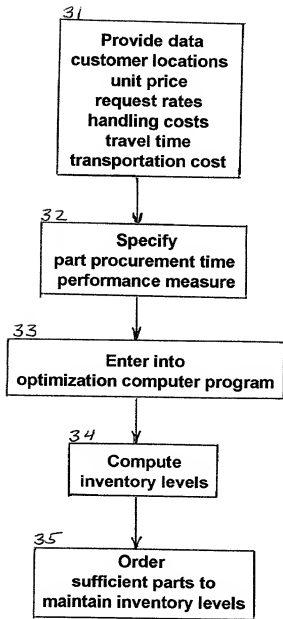 31
Provide data
customer locations
unit price
request rates
handling costs
travel time
transportation cost
32
Specify
part procurement time
performance measure
33
Enter into
optimization computer program
34
Compute
inventory levels
35
Order
sufficient parts to
maintain inventory levels